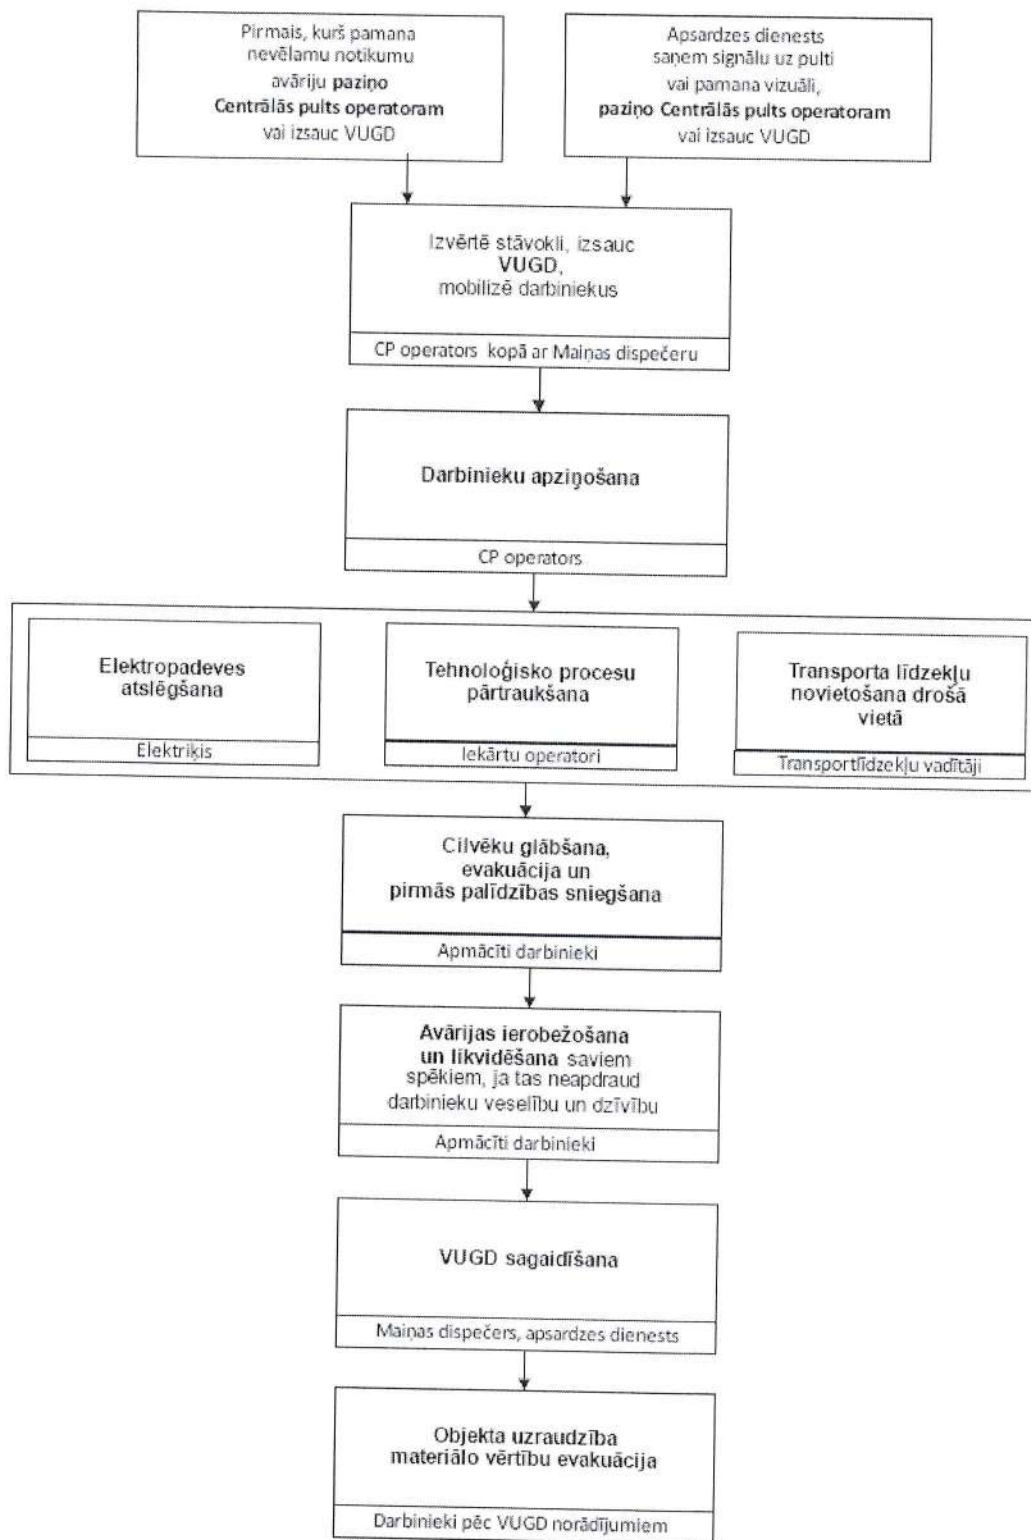 Pirmais, kurš pamana
nevēlamu notikumu
avāriju paziņo
Centrālās pults operatoram
vai izsauc VUGD
Apsardzes dienests
saņem signālu uz pulti
vai pamana vizuāli,
paziņo Centrālās pults operatoram
vai izsauc VUGD
Izvērtē stāvokli, izsauc
VUGD,
mobilizē darbiniekus
CP operators kopā ar Maiņas dispečeru
Darbinieku apziņošana
CP operators
Elektropadeves
atslēgšana
Elektriķis
Tehnoloģisko procesu
pārtraukšana
Iekārtu operatori
Transporta līdzekļu
novietošana drošā
vietā
Transportlīdzekļu vadītāji
Cilvēku glābšana,
evakuācija un
pirmās palīdzības sniegšana
Apmācīti darbinieki
Avārijas ierobežošana
un likvidēšana saviem
spēkiem, ja tas neapdraud
darbinieku veselību un dzīvību
Apmācīti darbinieki
VUGD sagaidīšana
Maiņas dispečers, apsardzes dienests
Objekta uzraudzība
materiālo vērtību evakuācija
Darbinieki pēc VUGD norādījumiem